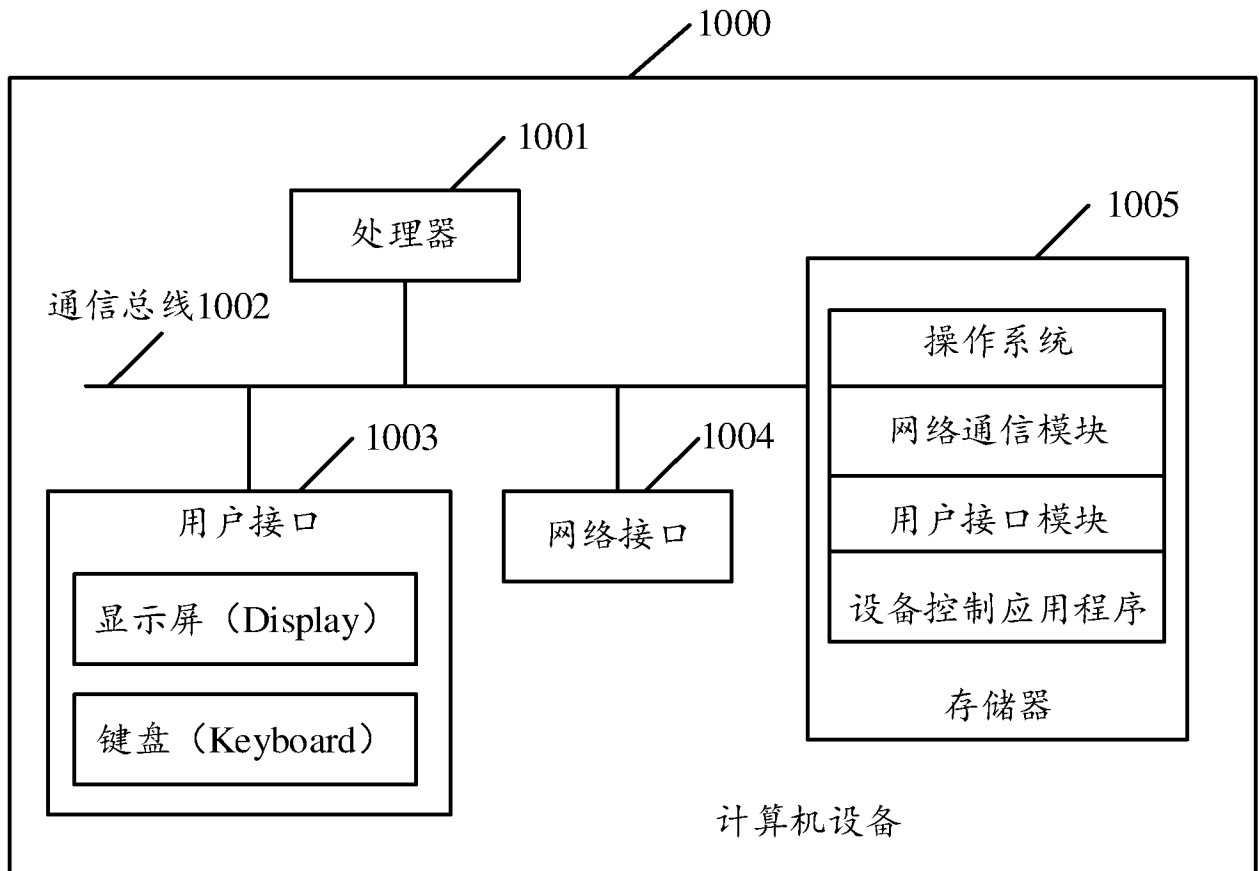 1000
1001
处理器
1005
通信总线1002
操作系统
网络通信模块
1003
1004
用户接口
网络接口
用户接口模块
显示屏（Display）
设备控制应用程序
键盘（Keyboard）
存储器
计算机设备